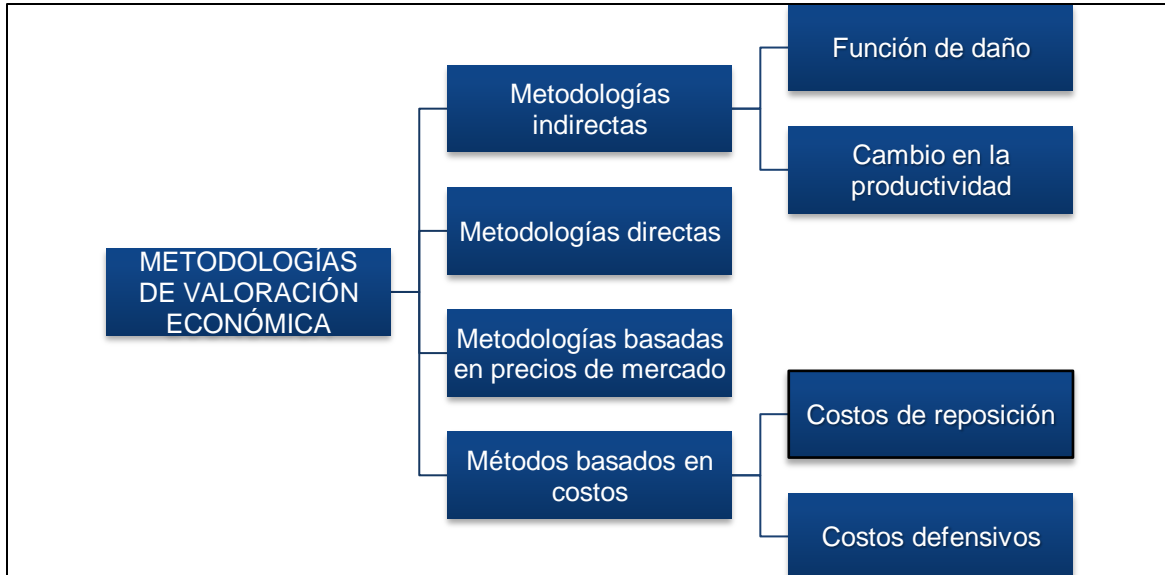 METODOLOGÍAS
DE VALORACIÓN
ECONÓMICA
Metodologías
indirectas
Función de daño
Cambio en la
productividad
Metodologías directas
Metodologías basadas
en precios de mercado
Métodos basados en
costos
Costos de reposición
Costos defensivos